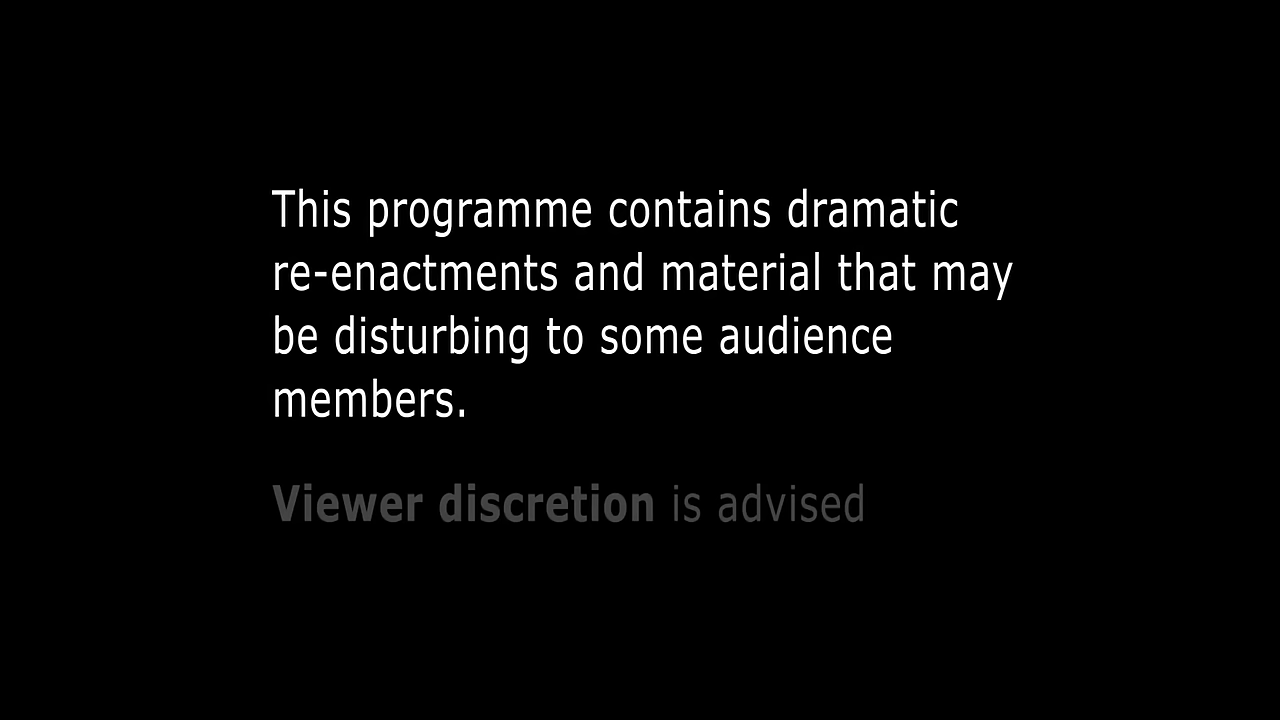 This programme contains dramatic
re-enactments and material that may
be disturbing to some audience
members.
Viewer discretion is advised